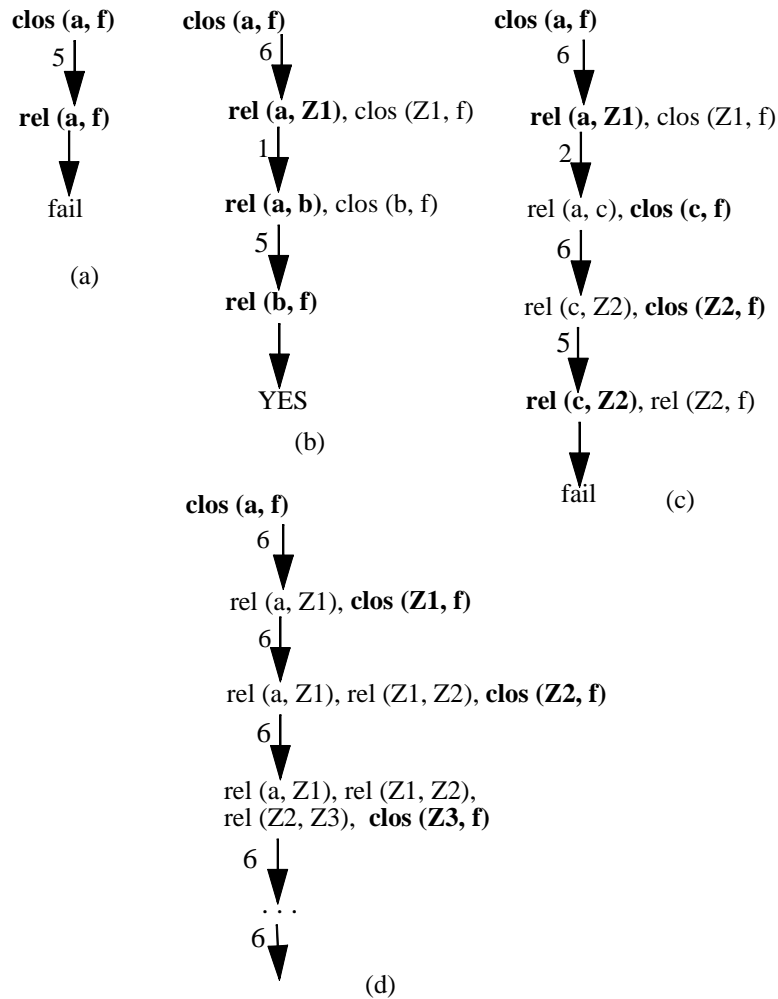 clos (a, f)
5
rel (a, f)
fail
(a)
clos (a, f)
6
rel (a, Z1), clos (Z1, f)
1
rel (a, b), clos (b, f)
5
rel (b, f)
YES
(b)
clos (a, f)
6
rel (a, Z1), clos (Z1, f)
2
rel (a, c), clos (c, f)
6
rel (c, Z2), clos (Z2, f)
5
rel (c, Z2), rel (Z2, f)
fail
(c)
clos (a, f)
6
rel (a, Z1), clos (Z1, f)
6
rel (a, Z1), rel (Z1, Z2), clos (Z2, f)
6
rel (a, Z1), rel (Z1, Z2),
rel (Z2, Z3), clos (Z3, f)
6
. . .
6
(d)